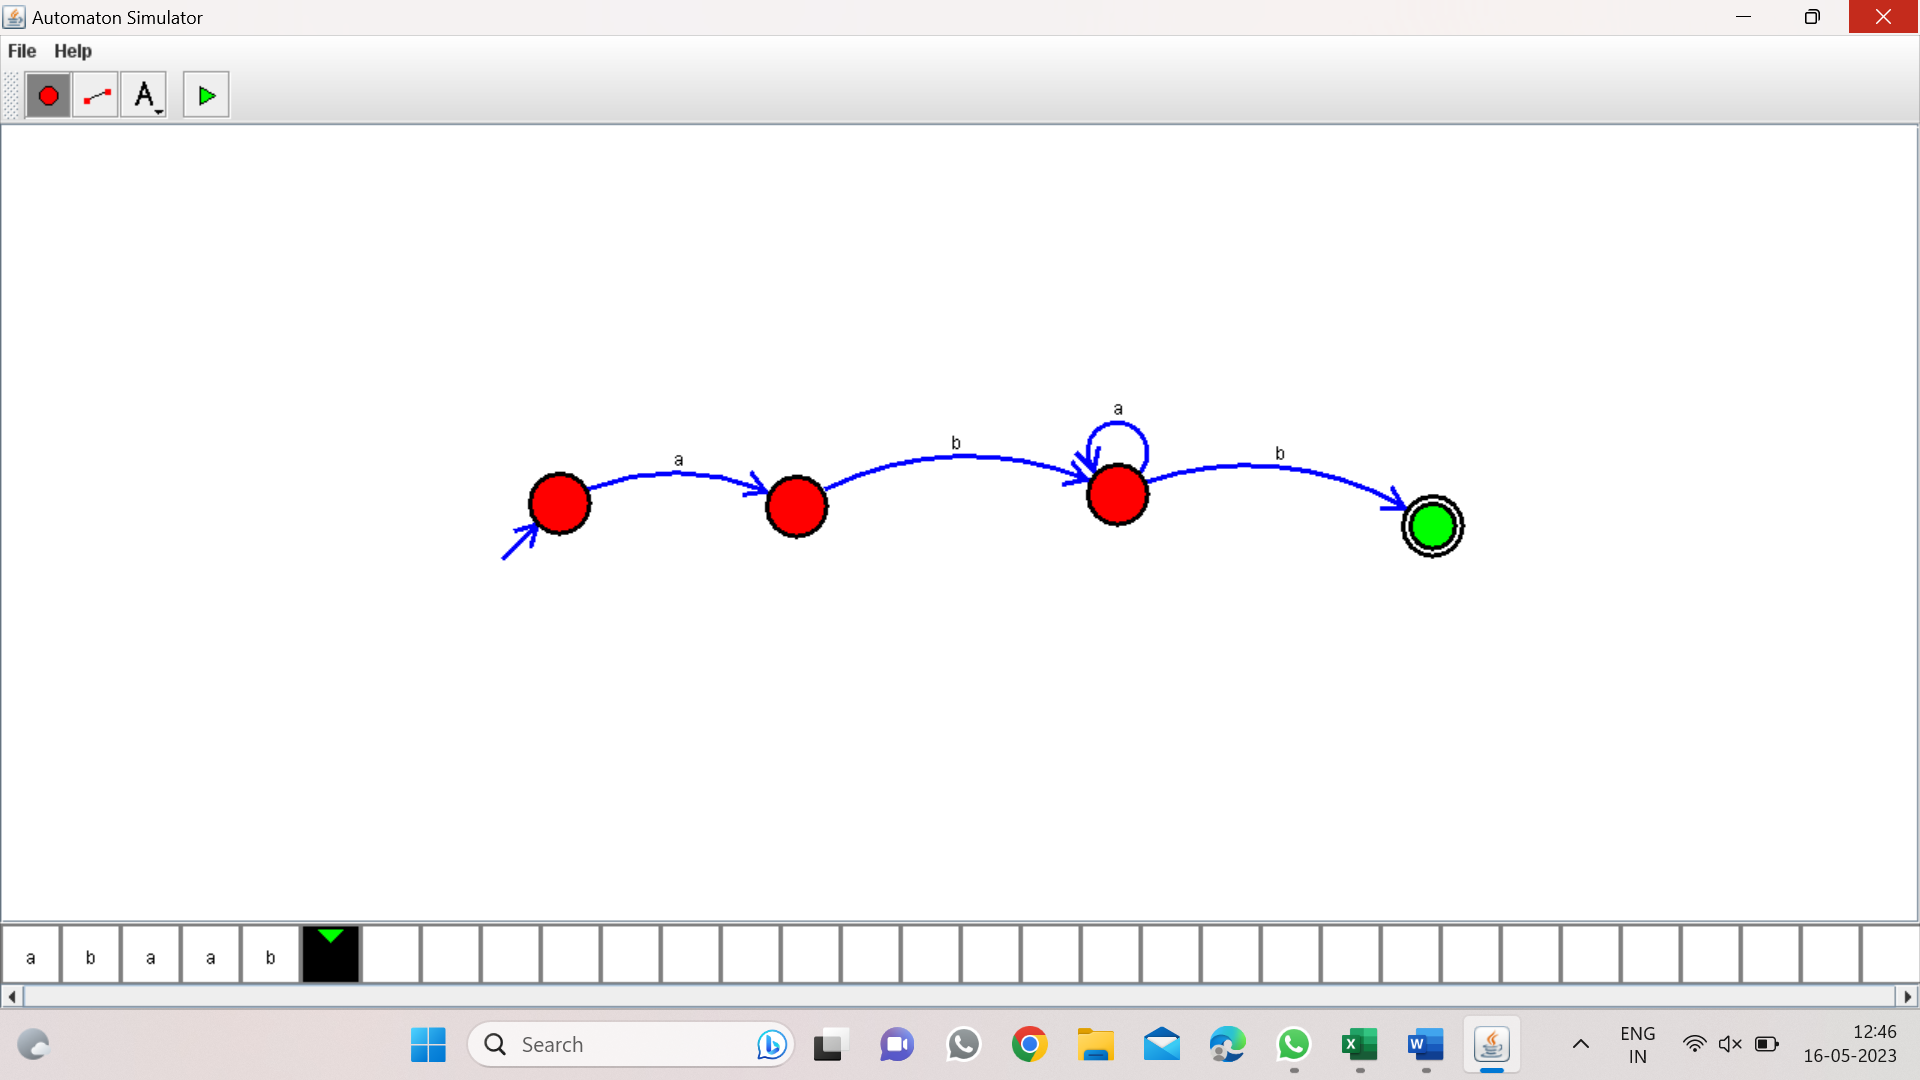 Automaton Simulator
File Help
A
a
b
a
b
a b a a b
Search
X
W
ENG
IN
12:46
16-05-2023